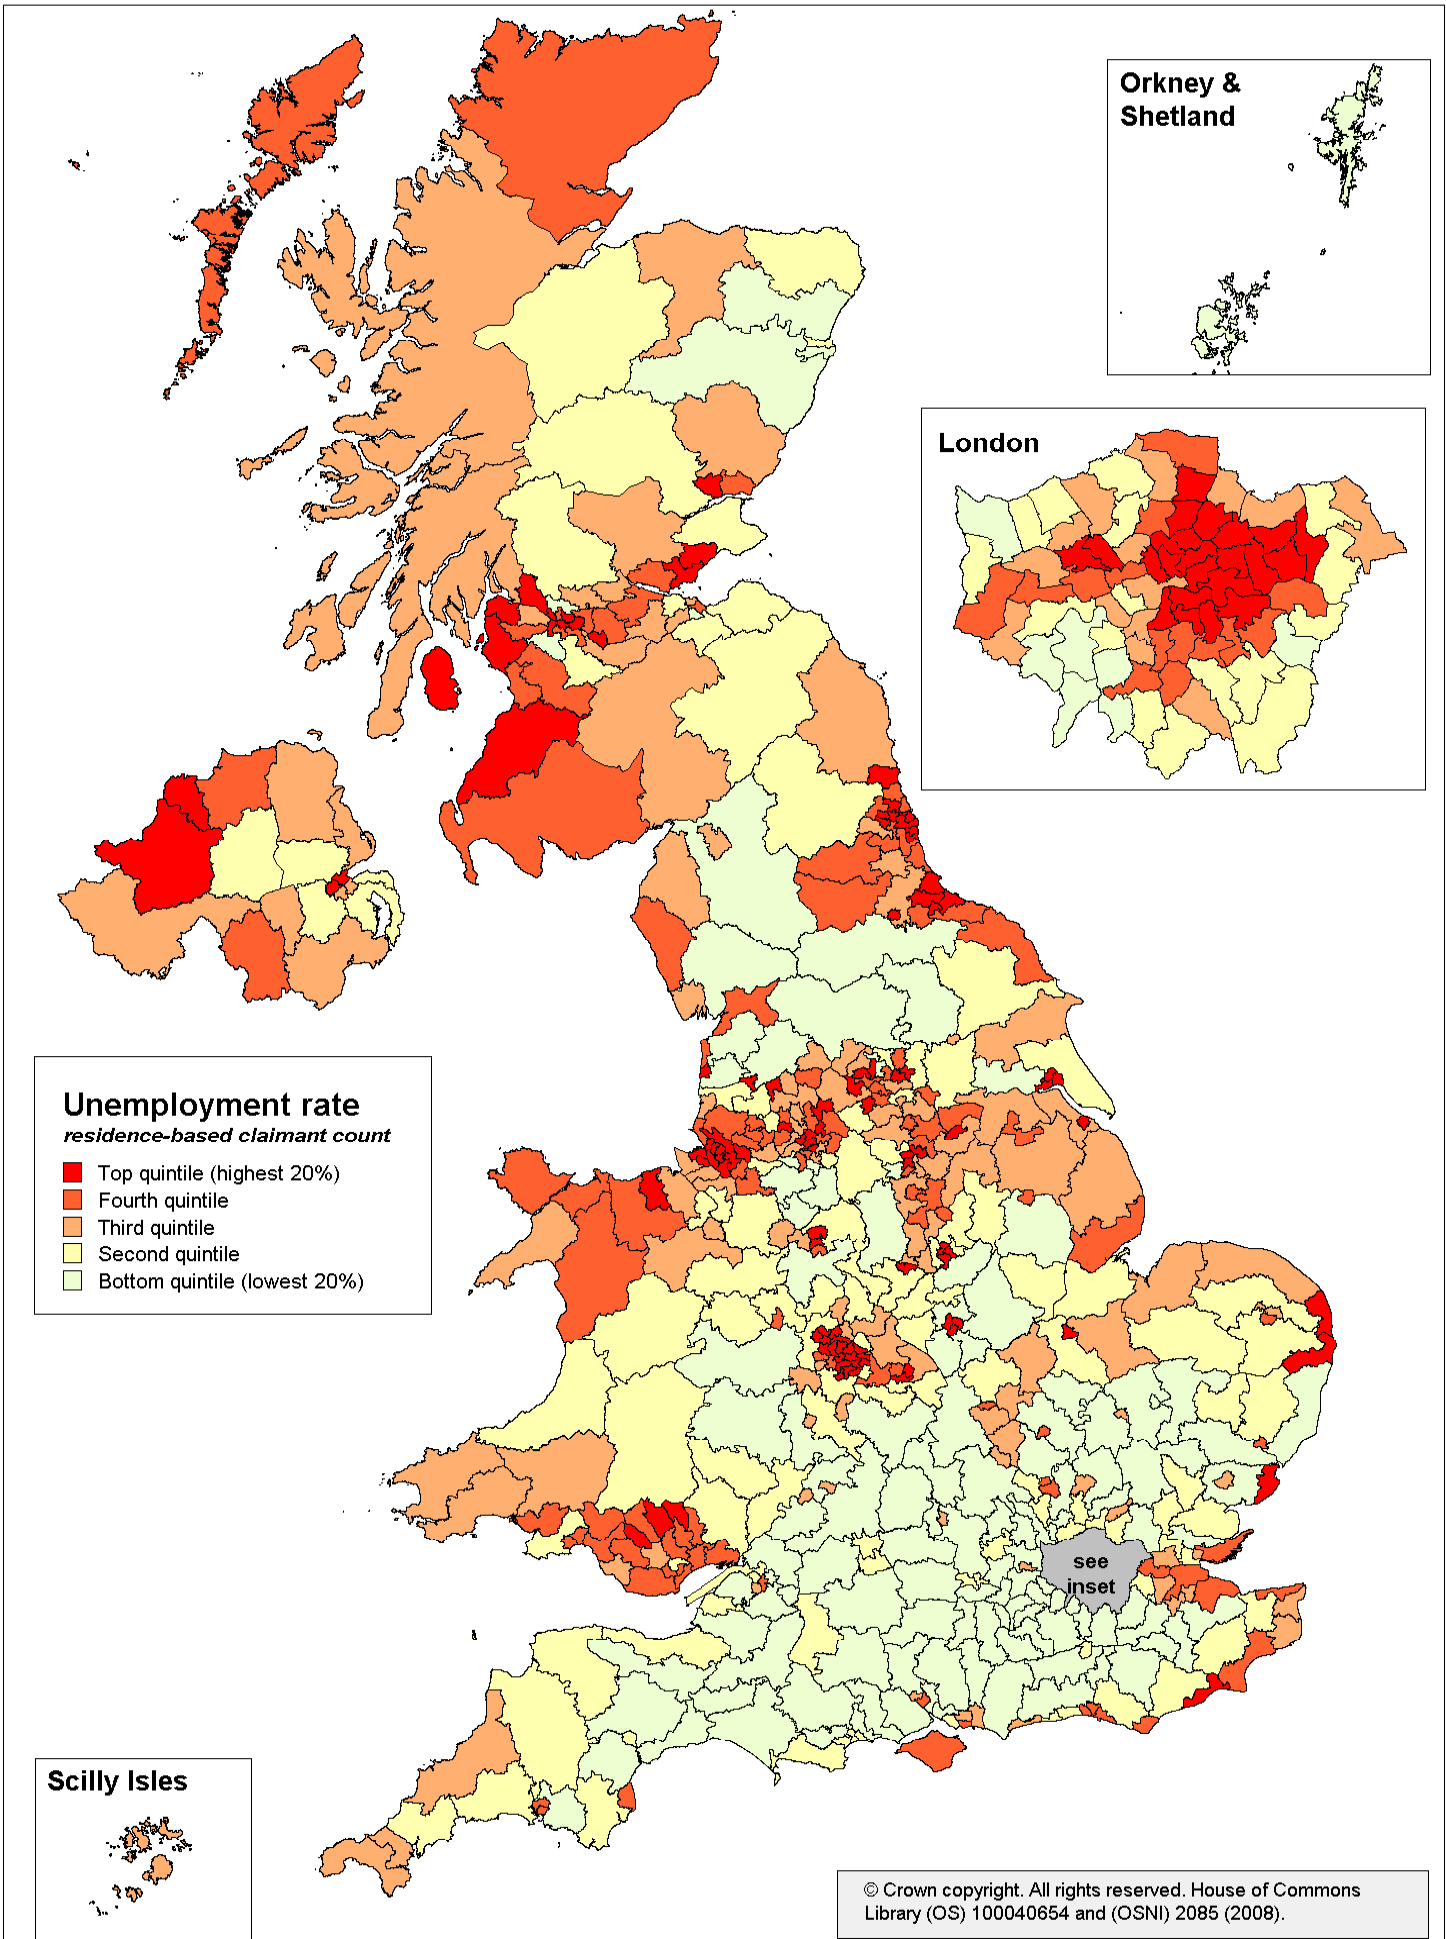 Orkney &
Shetland
London
Unemployment rate
residence-based claimant count
Top quintile (highest 20%)
Fourth quintile
Third quintile
Second quintile
Bottom quintile (lowest 20%)
see
inset
Scilly Isles
© Crown copyright. All rights reserved. House of Commons
Library (OS) 100040654 and (OSNI) 2085 (2008).